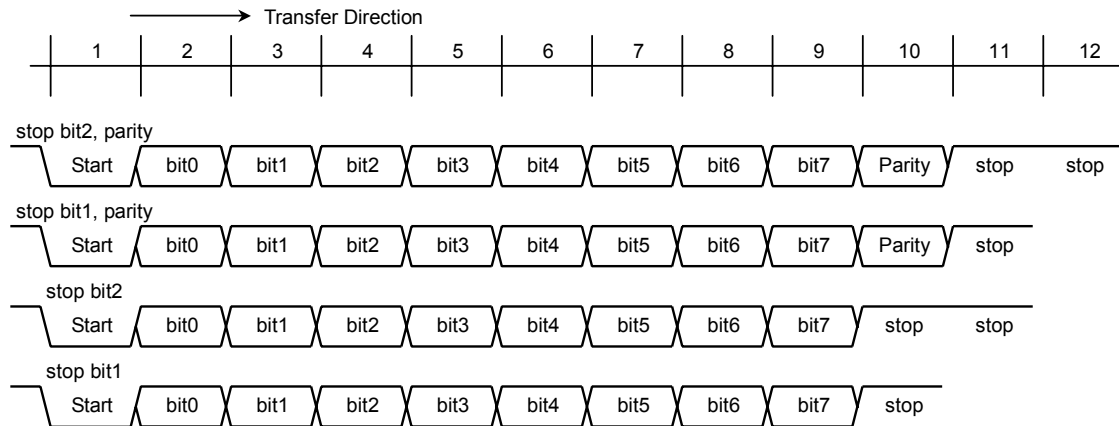 Transfer Direction
1 2 3 4 5 6 7 8 9 10 11 12
stop bit2, parity
Start bit0 bit1 bit2 bit3 bit4 bit5 bit6 bit7 Parity stop stop
stop bit1, parity
Start bit0 bit1 bit2 bit3 bit4 bit5 bit6 bit7 Parity stop
stop bit2
Start bit0 bit1 bit2 bit3 bit4 bit5 bit6 bit7 stop stop
stop bit1
Start bit0 bit1 bit2 bit3 bit4 bit5 bit6 bit7 stop